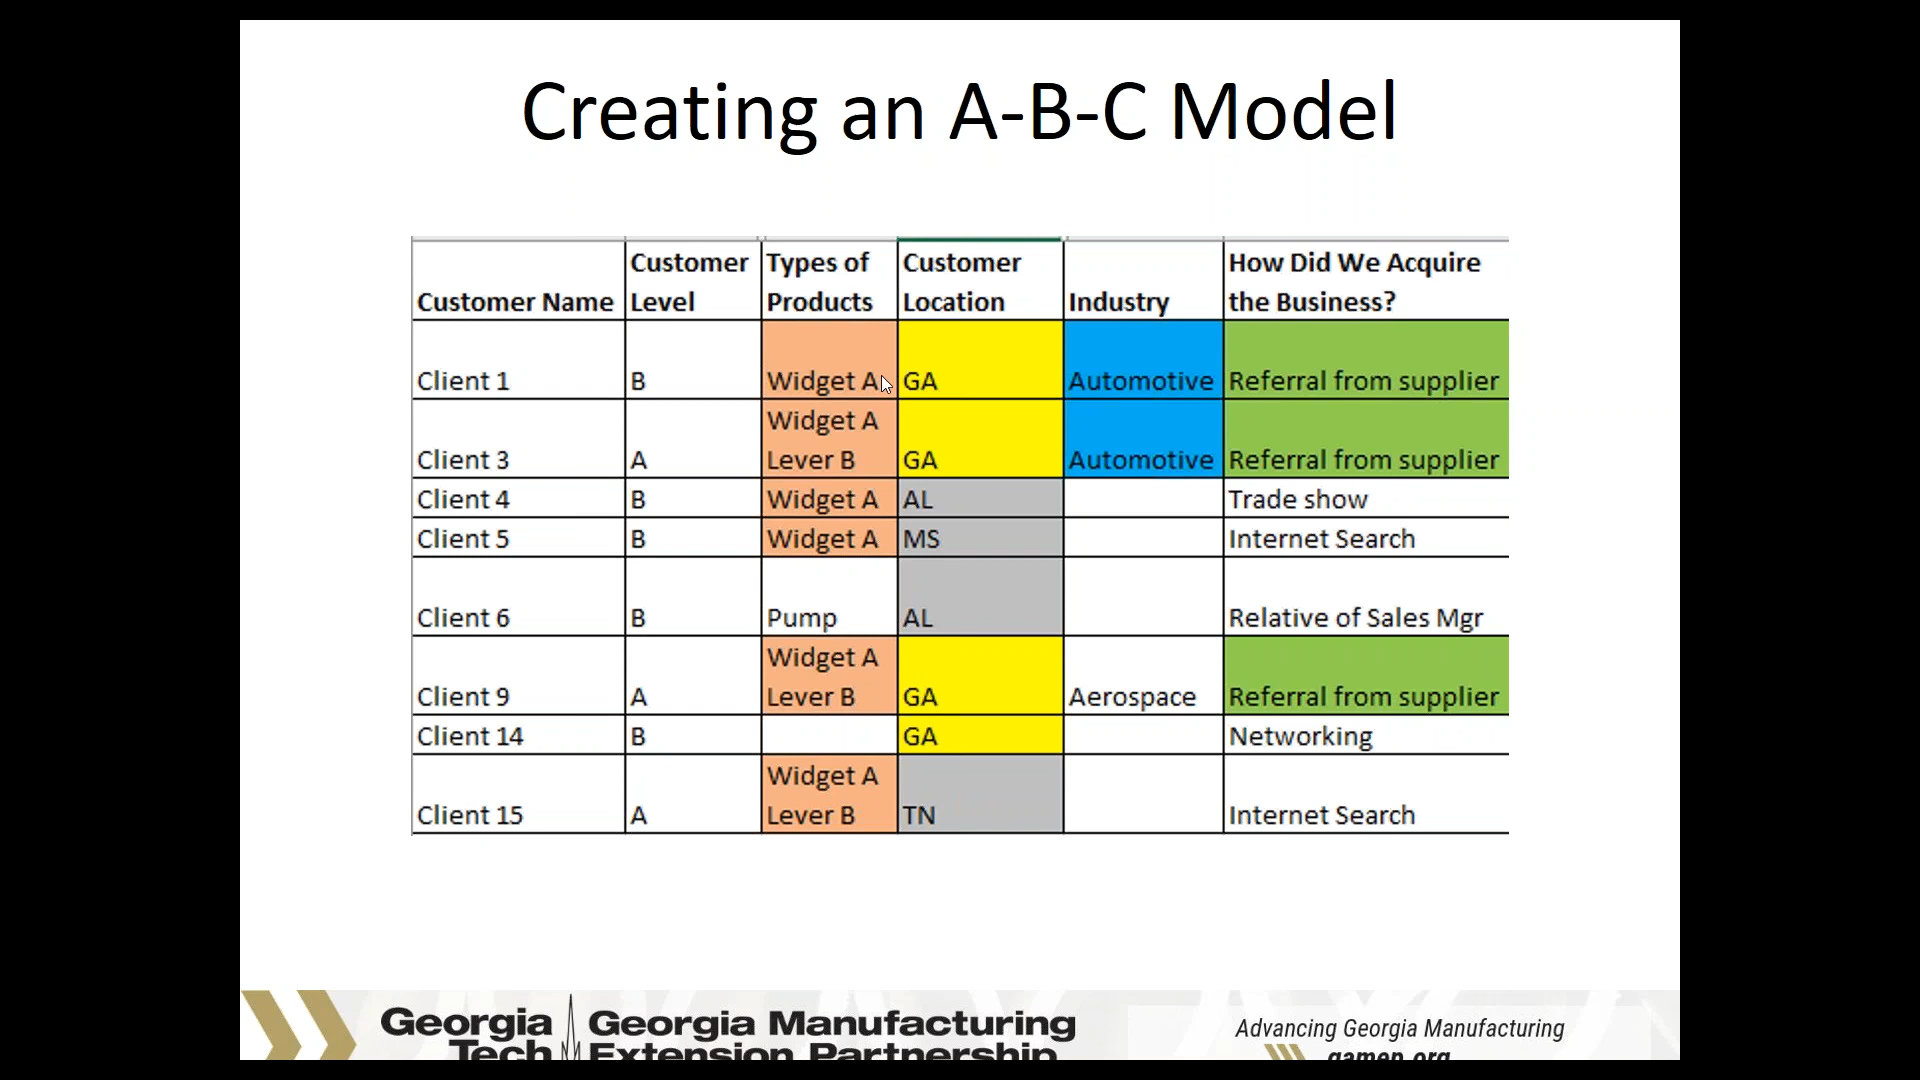 Creating an A-B-C Model
Customer Name | Customer Level | Types of Products | Customer Location | Industry | How Did We Acquire the Business?
Client 1 | B | Widget A | GA | Automotive | Referral from supplier
Client 3 | A | Widget A Lever B | GA | Automotive | Referral from supplier
Client 4 | B | Widget A | AL | | Trade show
Client 5 | B | Widget A | MS | | Internet Search
Client 6 | B | Pump | AL | | Relative of Sales Mgr
Client 9 | A | Widget A Lever B | GA | Aerospace | Referral from supplier
Client 14 | B | | GA | | Networking
Client 15 | A | Widget A Lever B | TN | | Internet Search
Georgia Tech
Georgia Manufacturing
Extension Partnership
Advancing Georgia Manufacturing
gamep.org